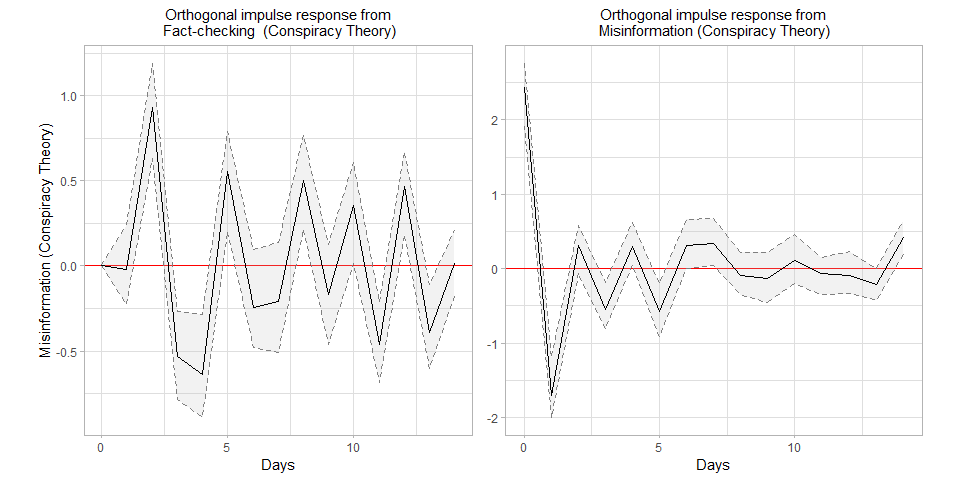 Orthogonal impulse response from
Fact-checking (Conspiracy Theory)
Misinformation (Conspiracy Theory)
1.0
0.5
0.0
-0.5
0
5
10
Days
Orthogonal impulse response from
Misinformation (Conspiracy Theory)
2
1
0
-1
-2
0
5
10
Days